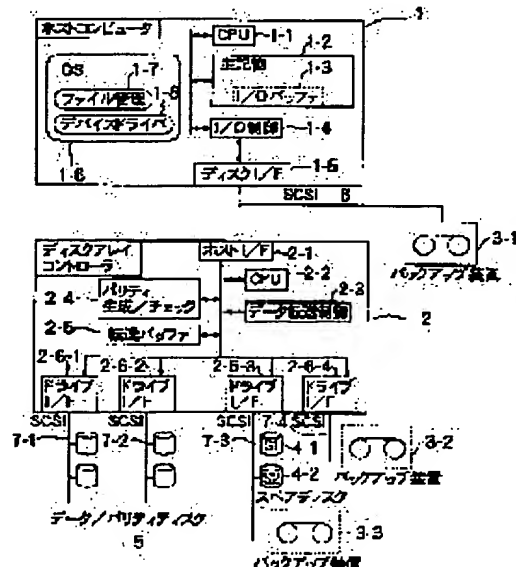 1
ホストコンピュータ
CPU
1-1
1-2
OS
1-7
主記憶
1-3
ファイル管理
1-8
I/Oバッファ
デバイスドライバ
I/O制御
1-4
1-6
ディスクI/F
1-5
SCSI 6
3-1
バックアップ装置
ディスクアレイ
コントローラ
ホストI/F
2-1
CPU
2-2
2-4
パリティ
生成/チェック
データ転送制御
2-3
2
2-5
転送バッファ
2-6-1
2-6-2
2-6-3
2-6-4
ドライブ
I/F
ドライブ
I/F
ドライブ
I/F
ドライブ
I/F
SCSI
SCSI
SCSI
7-4
SCSI
7-1
7-2
7-3
4-1
4-2
スペアディスク
3-2
バックアップ装置
データ/パリティディスク
5
3-3
バックアップ装置